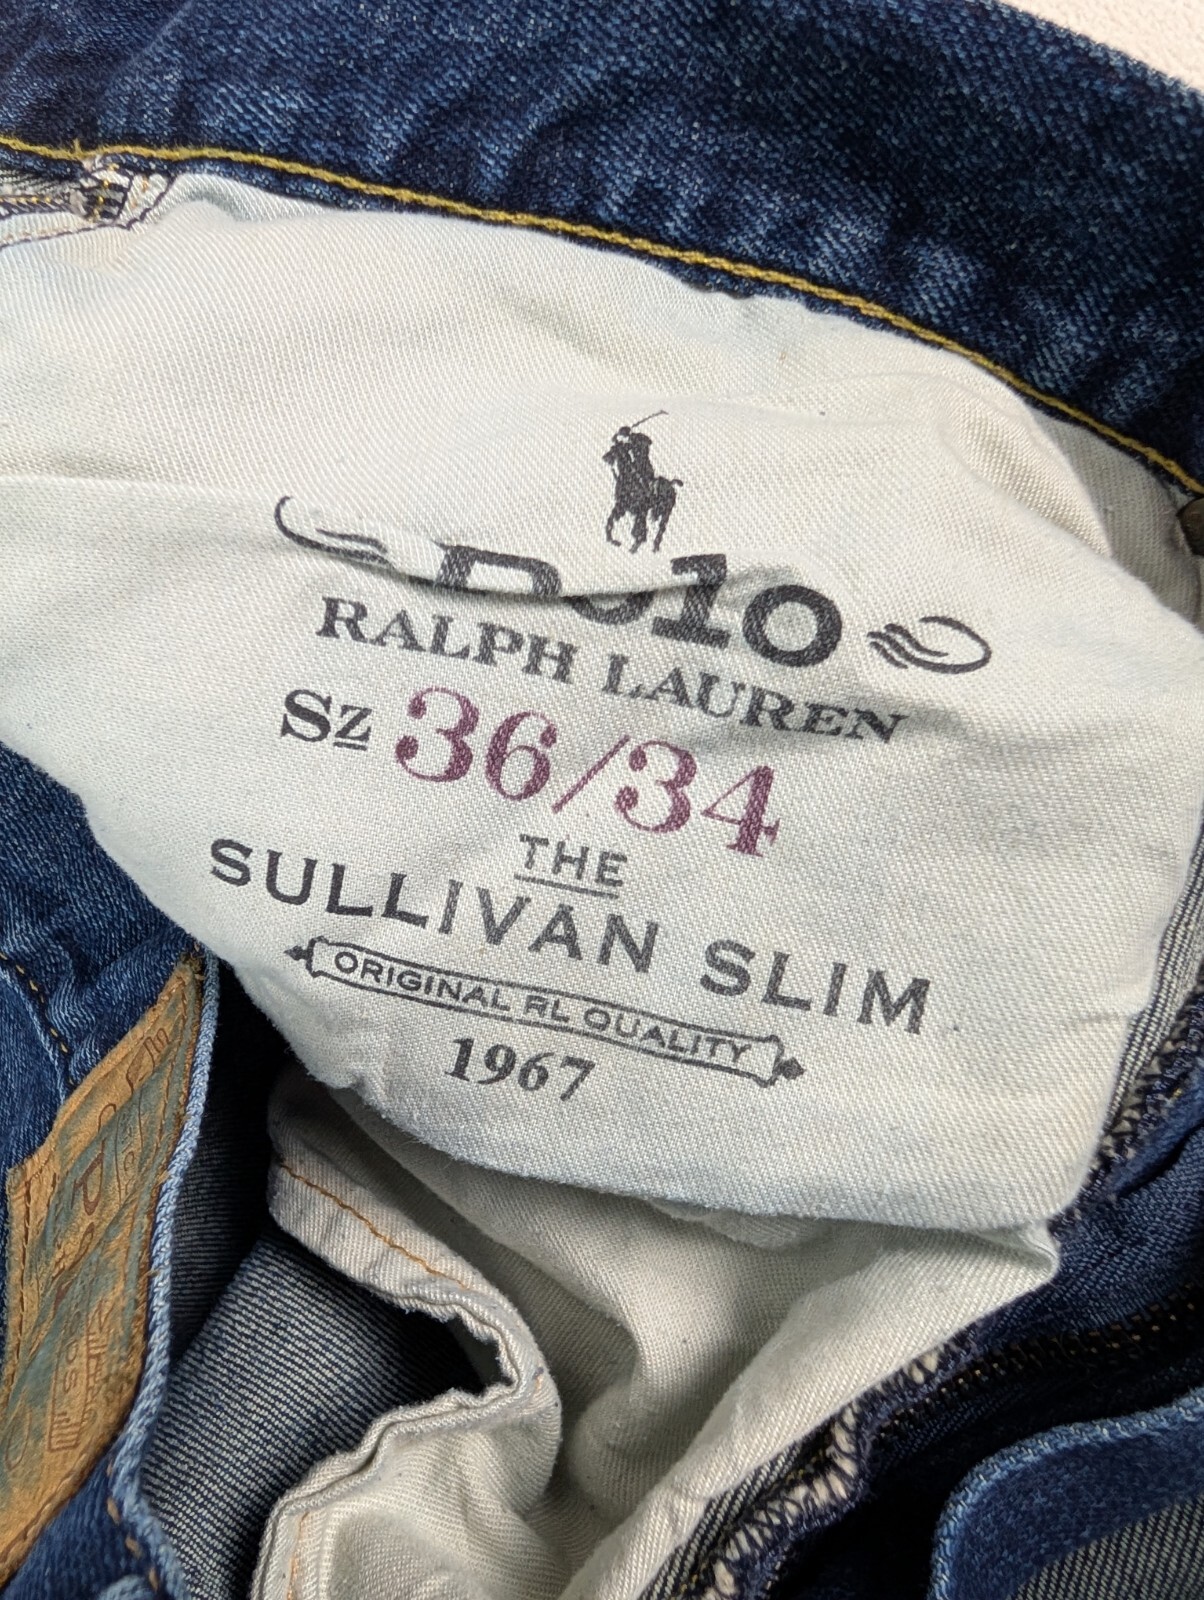 Polo
RALPH LAUREN
Sz 36/34
THE
SULLIVAN SLIM
ORIGINAL RL QUALITY
1967